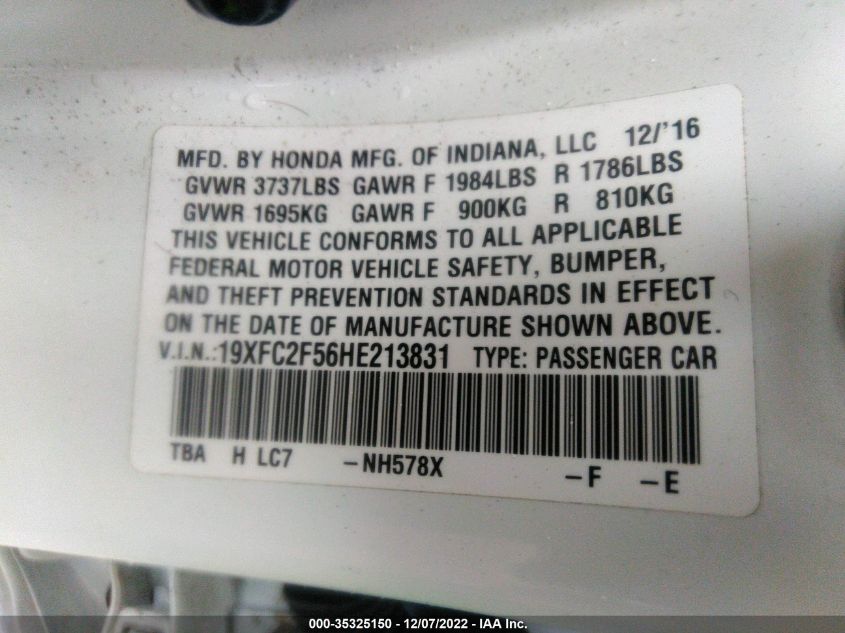 MFD. BY HONDA MFG. OF INDIANA, LLC 12/'16
GVWR 3737LBS GAWR F 1984LBS R 1786LBS
GVWR 1695KG GAWR F 900KG R 810KG
THIS VEHICLE CONFORMS TO ALL APPLICABLE
FEDERAL MOTOR VEHICLE SAFETY, BUMPER,
AND THEFT PREVENTION STANDARDS IN EFFECT
ON THE DATE OF MANUFACTURE SHOWN ABOVE.
V.I.N.:19XFC2F56HE213831 TYPE: PASSENGER CAR
TBA H LC7 -NH578X -F -E
000-35325150 - 12/07/2022 - IAA Inc.